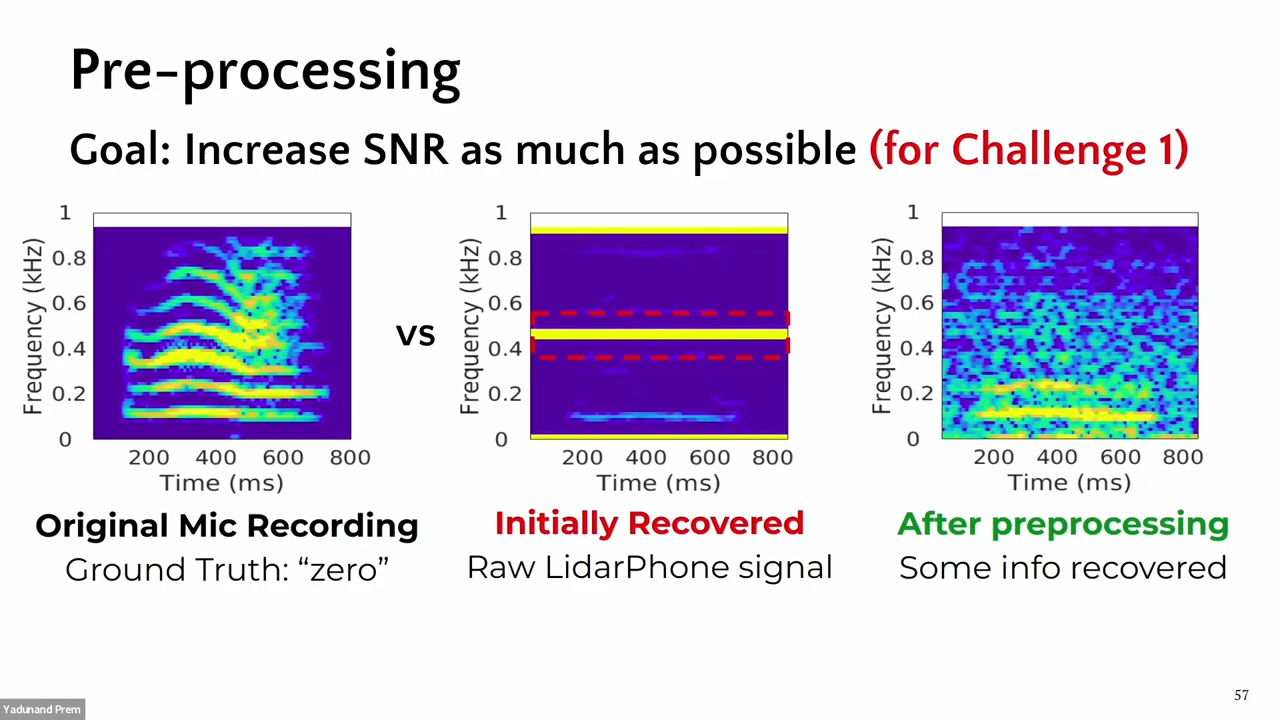 Pre-processing
Goal: Increase SNR as much as possible (for Challenge 1)
1
0.8
0.6
0.4
0.2
0
Frequency (kHz)
200 400 600 800
Time (ms)
Original Mic Recording
Ground Truth: “zero”
vs
1
0.8
0.6
0.4
0.2
0
Frequency (kHz)
200 400 600 800
Time (ms)
Initially Recovered
Raw LidarPhone signal
1
0.8
0.6
0.4
0.2
0
Frequency (kHz)
200 400 600 800
Time (ms)
After preprocessing
Some info recovered
57
Yadunand Prem